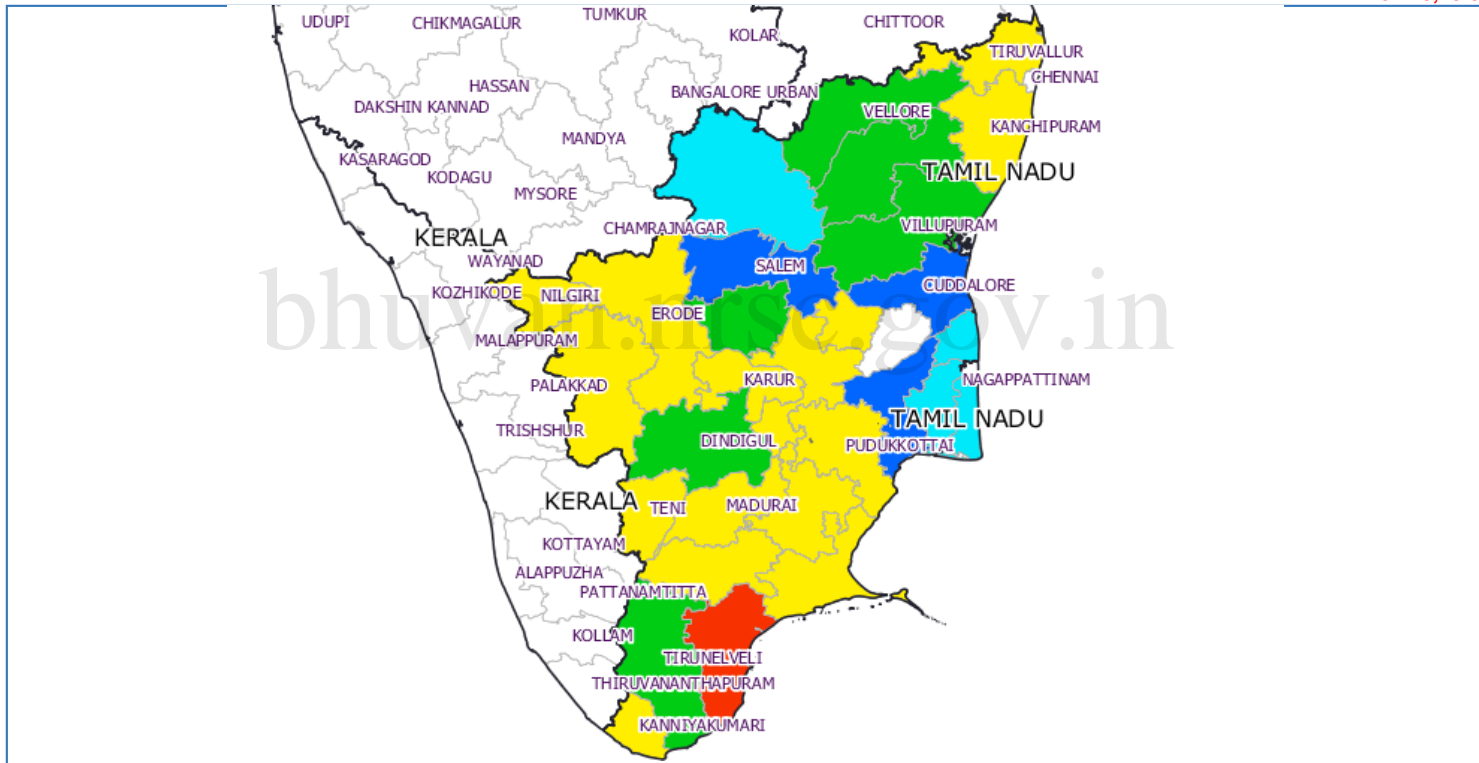 UDUPI
CHIKMAGALUR
TUMKUR
KOLAR
CHITTOOR
TIRUVALLUR
CHENNAI
HASSAN
BANGALORE URBAN
DAKSHIN KANNAD
VELLORE
KANCHIPURAM
MANDYA
KASARAGOD
KODAGU
TAMIL NADU
MYSORE
CHAMRAJNAGAR
VILLUPURAM
KERALA
WAYANAD
SALEM
CUDDALORE
KOZHIKODE
NILGIRI
ERODE
bhuvan.nrsc.gov.in
MALAPPURAM
PALAKKAD
KARUR
NAGAPPATTINAM
TAMIL NADU
TRISHSHUR
DINDIGUL
PUDUKKOTTAI
KERALA
TENI
MADURAI
KOTTAYAM
ALAPPUZHA
PATTANAMTITTA
KOLLAM
TIRUNELVELI
THIRUVANANTHAPURAM
KANNIYAKUMARI